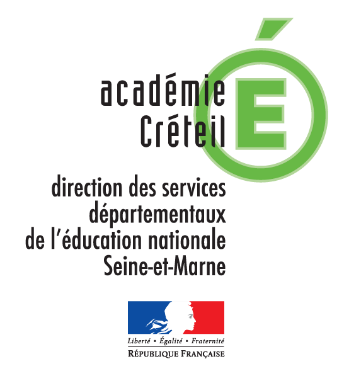 académie
Créteil
É
direction des services
départementaux
de l'éducation nationale
Seine-et-Marne
Liberté • Égalité • Fraternité
RÉPUBLIQUE FRANÇAISE